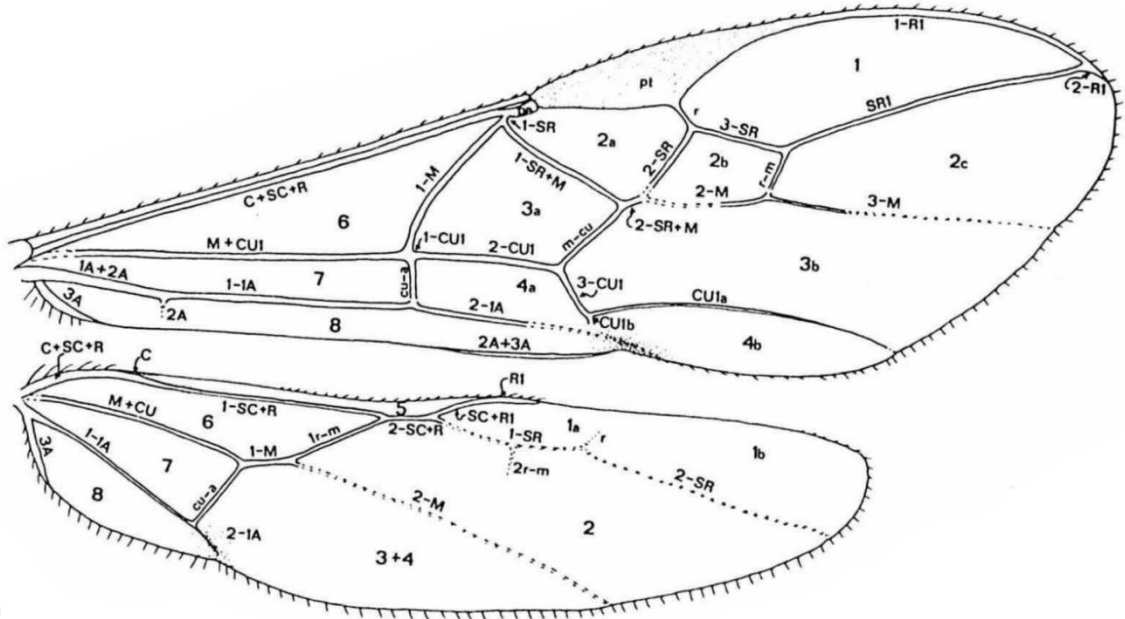 1-R1
1
pt
2-R1
SR1
r
3-SR
bn
1-SR
2a
2-SR
2b
r-m
2c
C+SC+R
1-M
1-SR+M
2-M
3-M
3a
6
2-SR+M
m-cu
M+CU1
1-CU1
2-CU1
3b
1A+2A
1-1A
7
cu-a
4a
3-CU1
CU1a
3A
2A
2-1A
CU1b
8
2A+3A
4b
C+SC+R
C
R1
M+CU
6
1-SC+R
5
2-SC+R
SC+R1
1a
r
1-SR
1b
1-1A
1-M
1r-m
2r-m
3A
7
2-SR
8
cu-a
2-M
2
2-1A
3+4